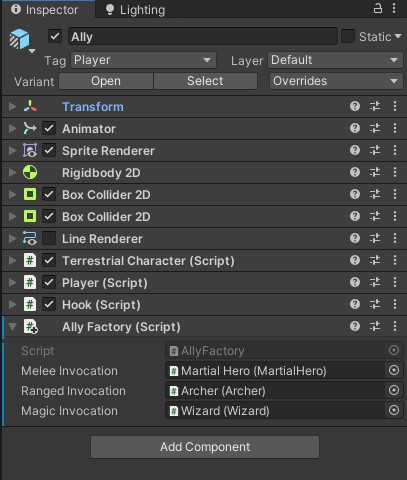 Inspector Lighting
Ally Static
Tag Player Layer Default
Variant Open Select Overrides
Transform
Animator
Sprite Renderer
Rigidbody 2D
Box Collider 2D
Box Collider 2D
Line Renderer
# Terrestrial Character (Script)
# Player (Script)
# Hook (Script)
# Ally Factory (Script)
Script # AllyFactory
Melee Invocation # Martial Hero (MartialHero)
Ranged Invocation # Archer (Archer)
Magic Invocation # Wizard (Wizard)
Add Component